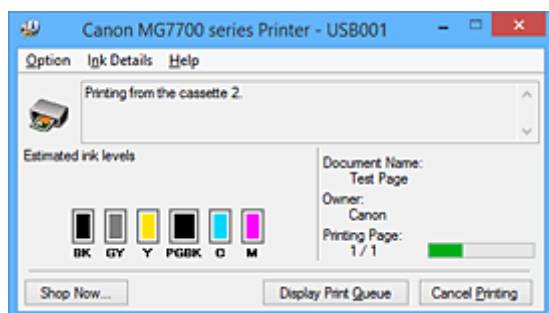 Canon MG7700 series Printer - USB001
Option Ink Details Help
Printing from the cassette 2.
Estimated ink levels
BK GY Y PGBK C M
Document Name:
Test Page
Owner:
Canon
Printing Page:
1 / 1
Shop Now... Display Print Queue Cancel Printing